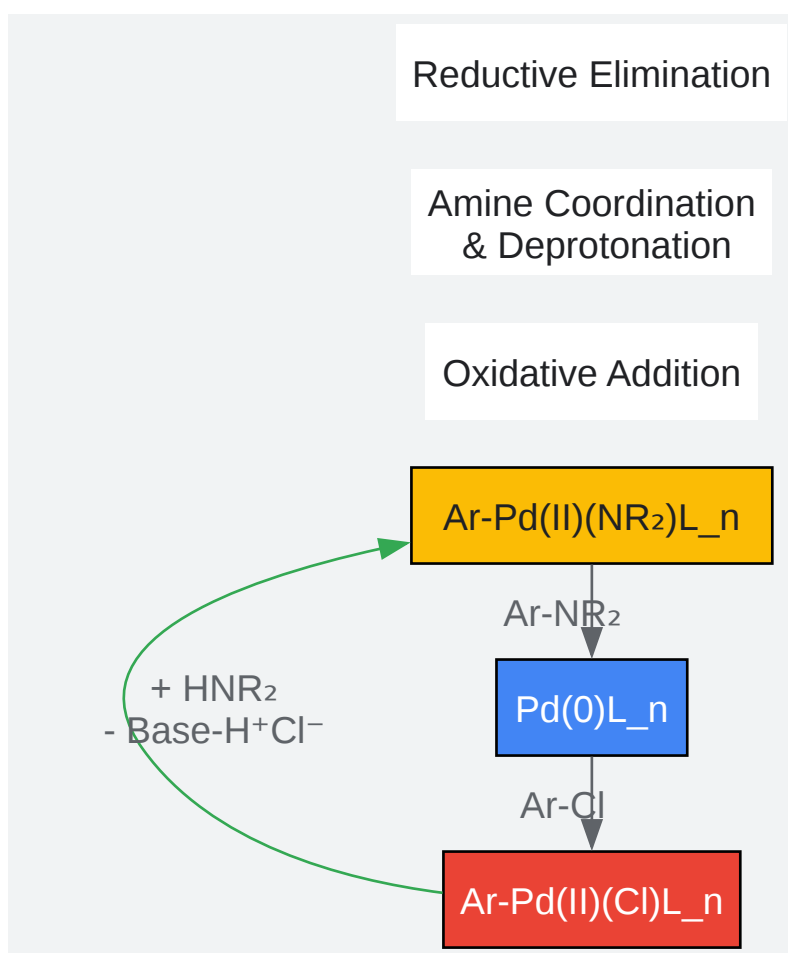 Reductive Elimination
Amine Coordination
& Deprotonation
Oxidative Addition
Ar-Pd(II)(NR₂)L_n
Ar-NR₂
+ HNR₂
- Base-H⁺Cl⁻
Pd(0)L_n
Ar-Cl
Ar-Pd(II)(Cl)L_n